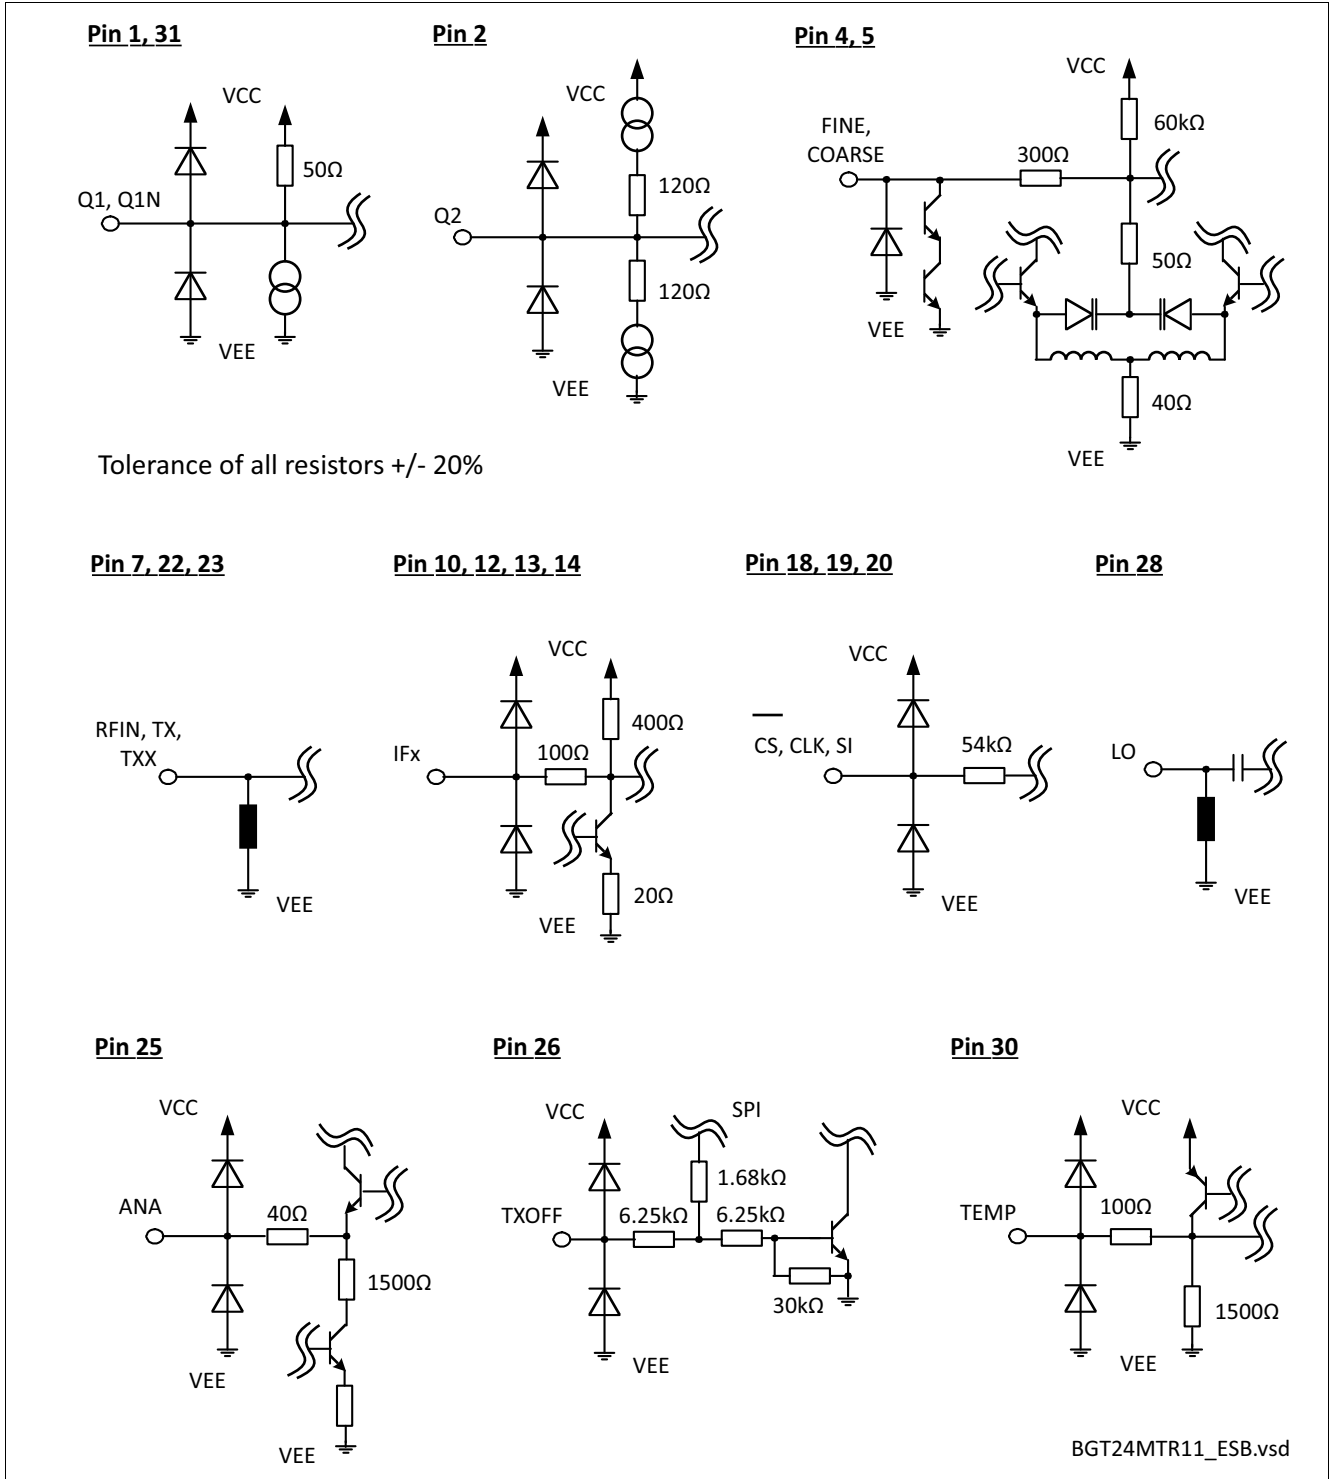 Pin 1, 31
VCC
50Ω
Q1, Q1N
VEE
Pin 2
VCC
120Ω
Q2
120Ω
VEE
Pin 4, 5
VCC
FINE,
COARSE
60kΩ
300Ω
50Ω
VEE
40Ω
VEE
Tolerance of all resistors +/- 20%
Pin 7, 22, 23
RFIN, TX,
TXX
VEE
Pin 10, 12, 13, 14
VCC
400Ω
100Ω
IFx
20Ω
VEE
Pin 18, 19, 20
VCC
CS, CLK, SI
54kΩ
VEE
Pin 28
LO
VEE
Pin 25
VCC
ANA
40Ω
1500Ω
VEE
VEE
Pin 26
VCC
SPI
1.68kΩ
TXOFF
6.25kΩ
6.25kΩ
30kΩ
VEE
Pin 30
VCC
TEMP
100Ω
1500Ω
VEE
BGT24MTR11_ESB.vsd